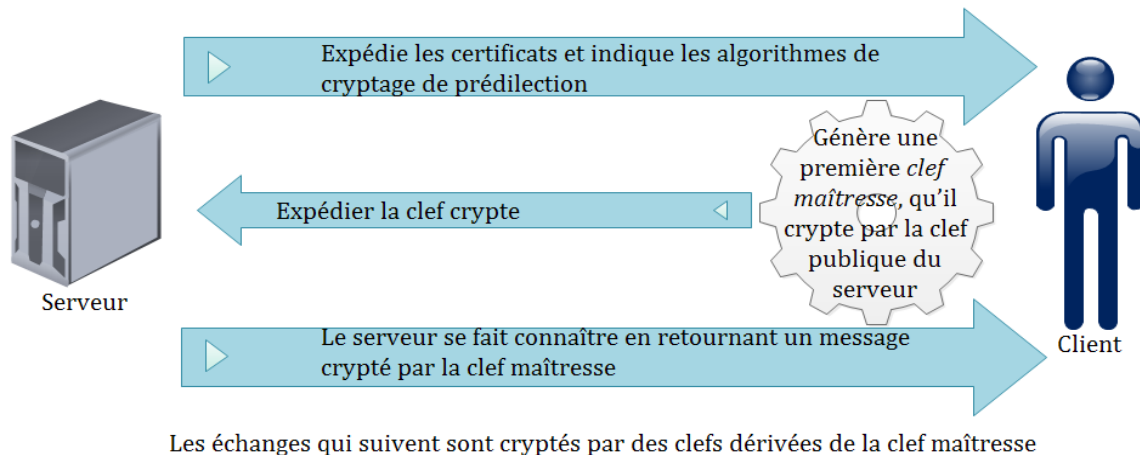 Expédie les certificats et indique les algorithmes de
cryptage de prédilection
Génère une
première clef
maîtresse, qu'il
crypte par la clef
publique du
serveur
Expédier la clef crypte
Serveur
Le serveur se fait connaître en retournant un message
crypté par la clef maîtresse
Client
Les échanges qui suivent sont cryptés par des clefs dérivées de la clef maîtresse